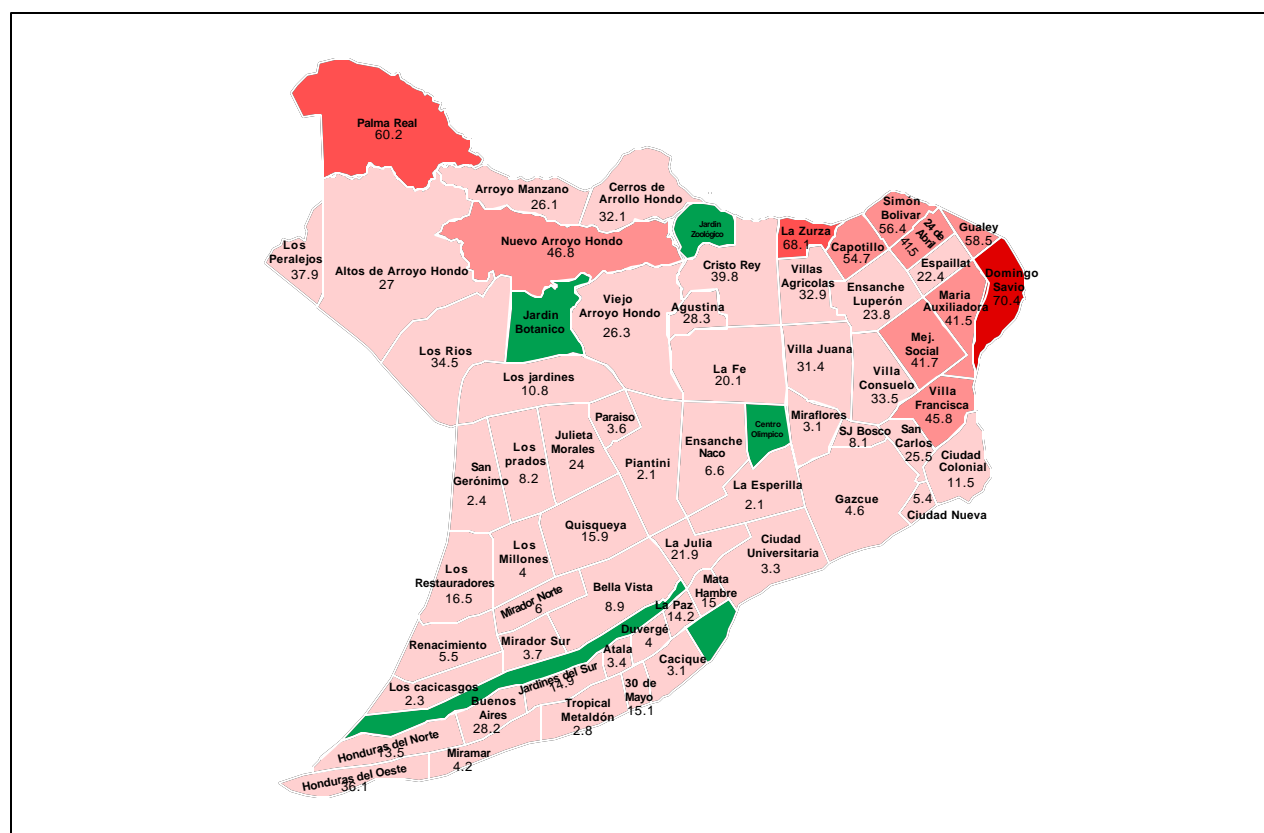 Palma Real
60.2
Arroyo Manzano
26.1
Cerros de
Arrollo Hondo
32.1
Jardin
Zoológico
La Zurza
68.1
Simón
Bolivar
56.4
24 de
Abril
41.5
Gualey
58.5
Capotillo
54.7
Los
Peralejos
37.9
Altos de Arroyo Hondo
27
Nuevo Arroyo Hondo
46.8
Cristo Rey
39.8
Villas
Agricolas
32.9
Espaillat
22.4
Domingo
Savio
70.4
Ensanche
Luperón
23.8
Maria
Auxiliadora
41.5
Jardin
Botanico
Viejo
Arroyo Hondo
26.3
Agustina
28.3
Los Rios
34.5
Mej.
Social
41.7
Villa Juana
31.4
La Fe
20.1
Villa
Consuelo
33.5
Los jardines
10.8
Villa
Francisca
45.8
Paraiso
3.6
Centro
Olimpico
Miraflores
3.1
SJ Bosco
8.1
San
Carlos
25.5
Julieta
Morales
24
Los
prados
8.2
Ensanche
Naco
6.6
Piantini
2.1
Ciudad
Colonial
11.5
San
Gerónimo
2.4
La Esperilla
2.1
Gazcue
4.6
5.4
Ciudad Nueva
Quisqueya
15.9
La Julia
21.9
Ciudad
Universitaria
3.3
Los
Millones
4
Los
Restauradores
16.5
Mirador Norte
6
Bella Vista
8.9
Mata
Hambre
15
La Paz
14.2
Duvergé
4
Renacimiento
5.5
Mirador Sur
3.7
Atala
3.4
Cacique
3.1
Los cacicasgos
2.3
Jardines del Sur
14.9
30 de
Mayo
15.1
Buenos
Aires
28.2
Tropical
Metaldón
2.8
Honduras del Norte
13.5
Miramar
4.2
Honduras del Oeste
36.1